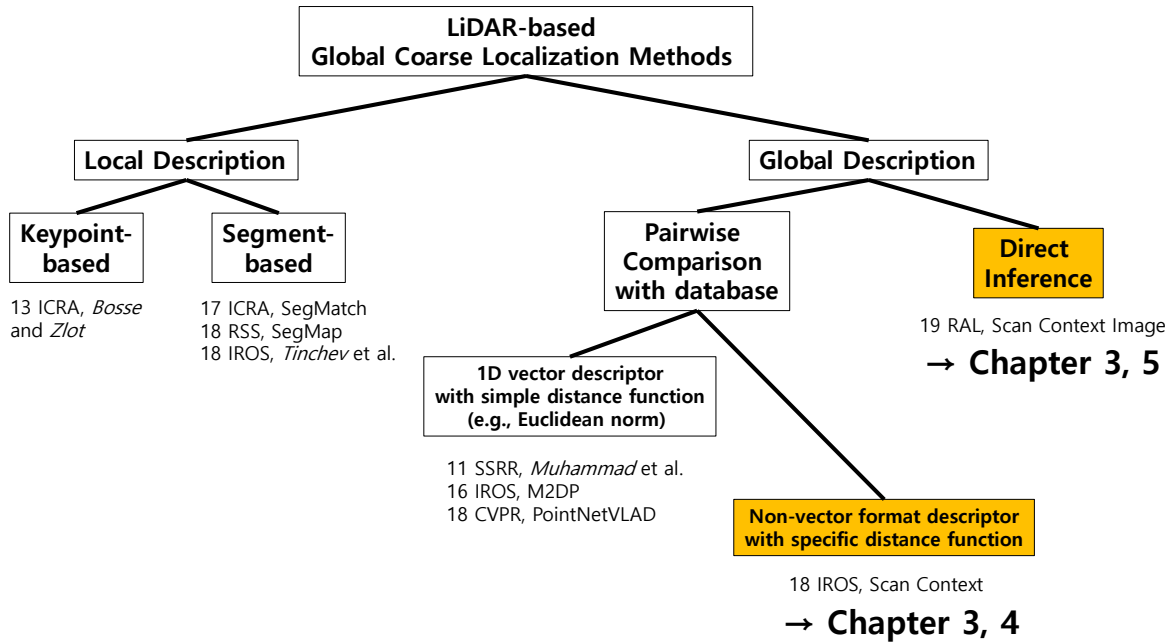 LiDAR-based
Global Coarse Localization Methods
Local Description
Global Description
Keypoint-
based
Segment-
based
Pairwise
Comparison
with database
Direct
Inference
13 ICRA, Bosse
and Zlot
17 ICRA, SegMatch
18 RSS, SegMap
18 IROS, Tinchev et al.
19 RAL, Scan Context Image
→ Chapter 3, 5
1D vector descriptor
with simple distance function
(e.g., Euclidean norm)
11 SSRR, Muhammad et al.
16 IROS, M2DP
18 CVPR, PointNetVLAD
Non-vector format descriptor
with specific distance function
18 IROS, Scan Context
→ Chapter 3, 4